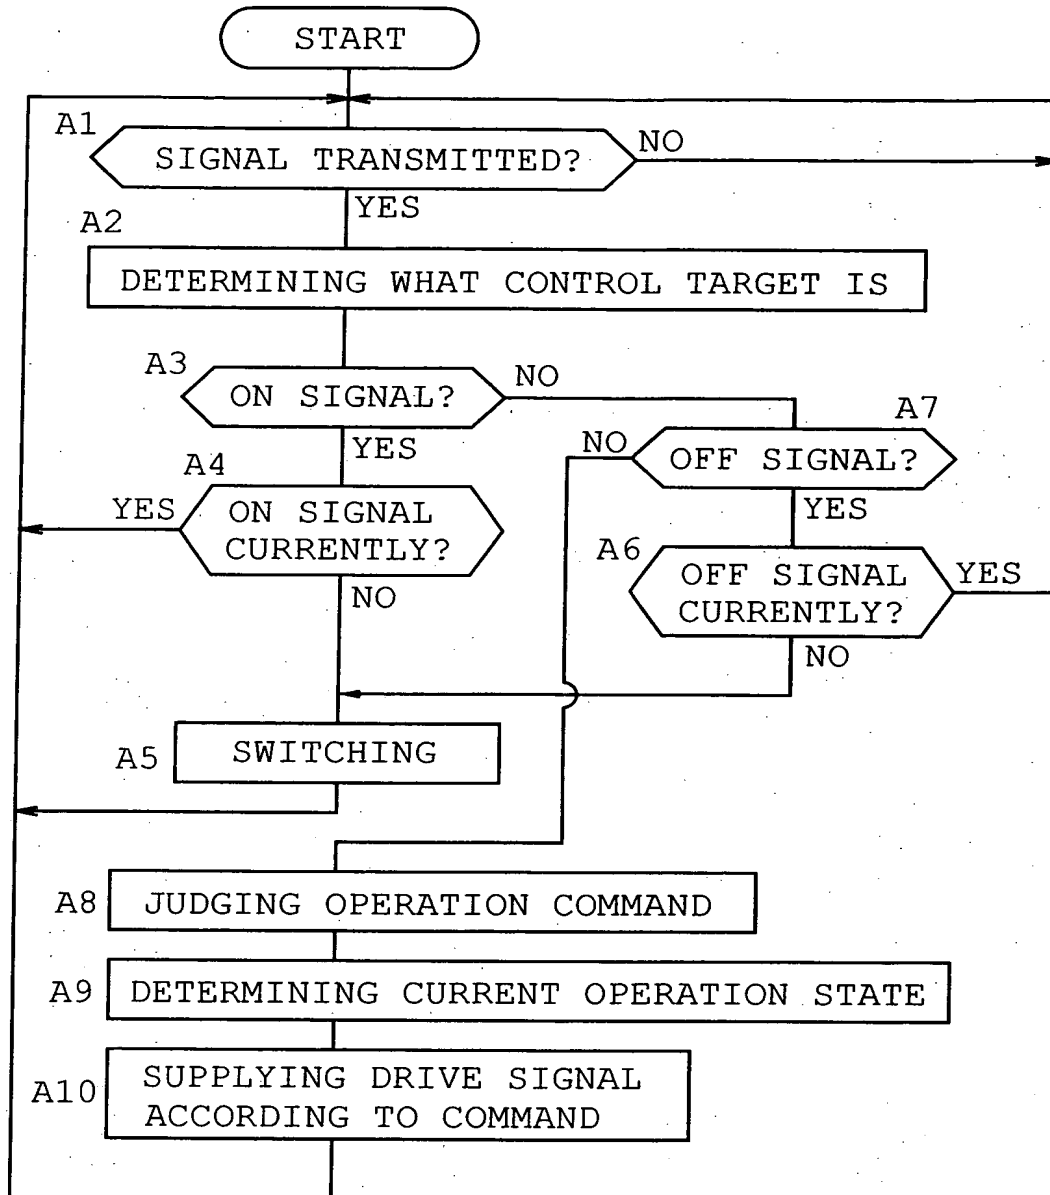 START
A1
SIGNAL TRANSMITTED?
NO
YES
A2
DETERMINING WHAT CONTROL TARGET IS
A3
ON SIGNAL?
NO
YES
A7
NO
OFF SIGNAL?
YES
A4
YES
ON SIGNAL
CURRENTLY?
NO
A6
OFF SIGNAL
CURRENTLY?
YES
NO
A5
SWITCHING
A8
JUDGING OPERATION COMMAND
A9
DETERMINING CURRENT OPERATION STATE
A10
SUPPLYING DRIVE SIGNAL
ACCORDING TO COMMAND